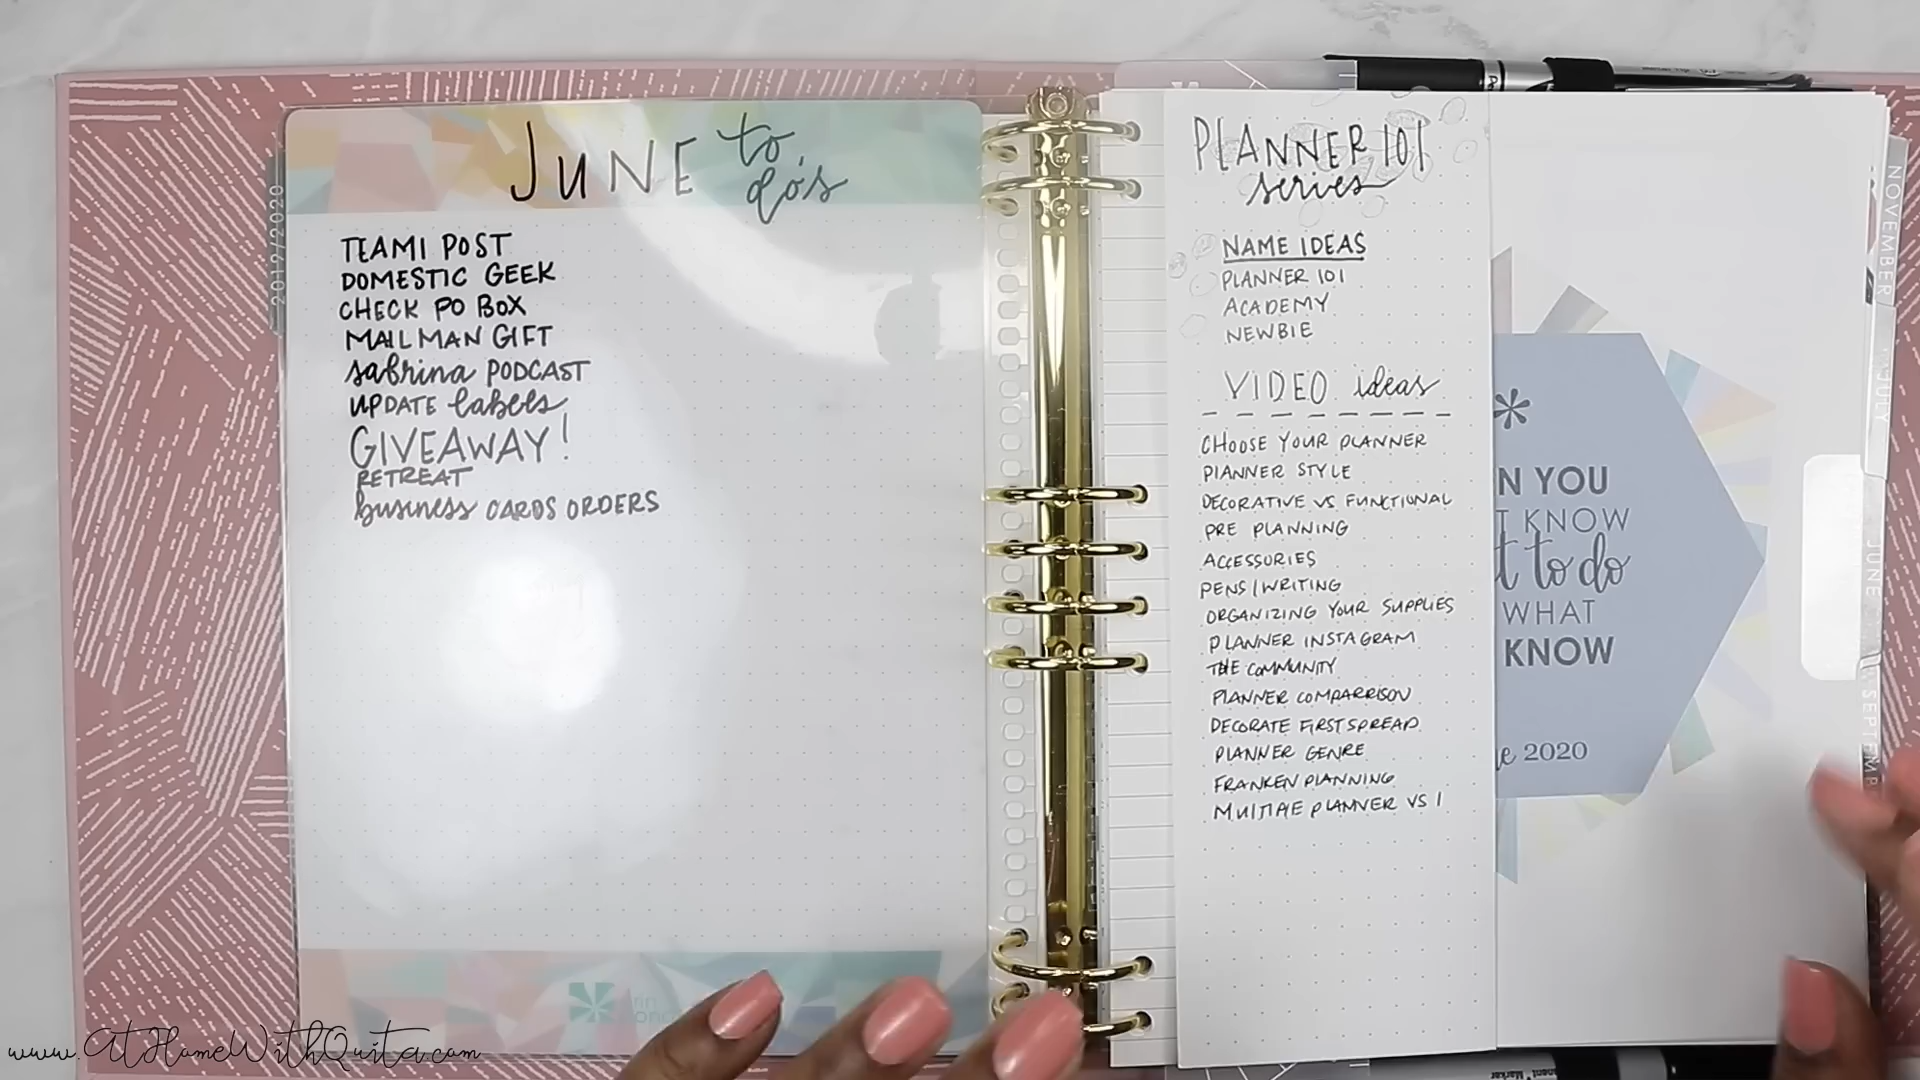 JUNE to do's
TEAMI POST
DOMESTIC GEEK
CHECK PO BOX
MAILMAN GIFT
sabrina PODCAST
UPDATE labels
GIVEAWAY!
RETREAT
business CARDS ORDERS
2019/2020
PLANNER 101
series
NAME IDEAS
PLANNER 101
ACADEMY
NEWBIE
VIDEO ideas
CHOOSE YOUR PLANNER
PLANNER STYLE
DECORATIVE VS FUNCTIONAL
PRE PLANNING
ACCESSORIES
PENS/WRITING
ORGANIZING YOUR SUPPLIES
PLANNER INSTAGRAM
THE COMMUNITY
PLANNER COMPARRISON
DECORATE FIRST SPREAD
PLANNER GENRE
FRANKEN PLANNING
MULTIPLE PLANNER VS 1
N YOU
T KNOW
t to do
WHAT
KNOW
e 2020
NOVEMBER
JULY
JUNE
SEPTEM
www.AtHomeWithQuita.com